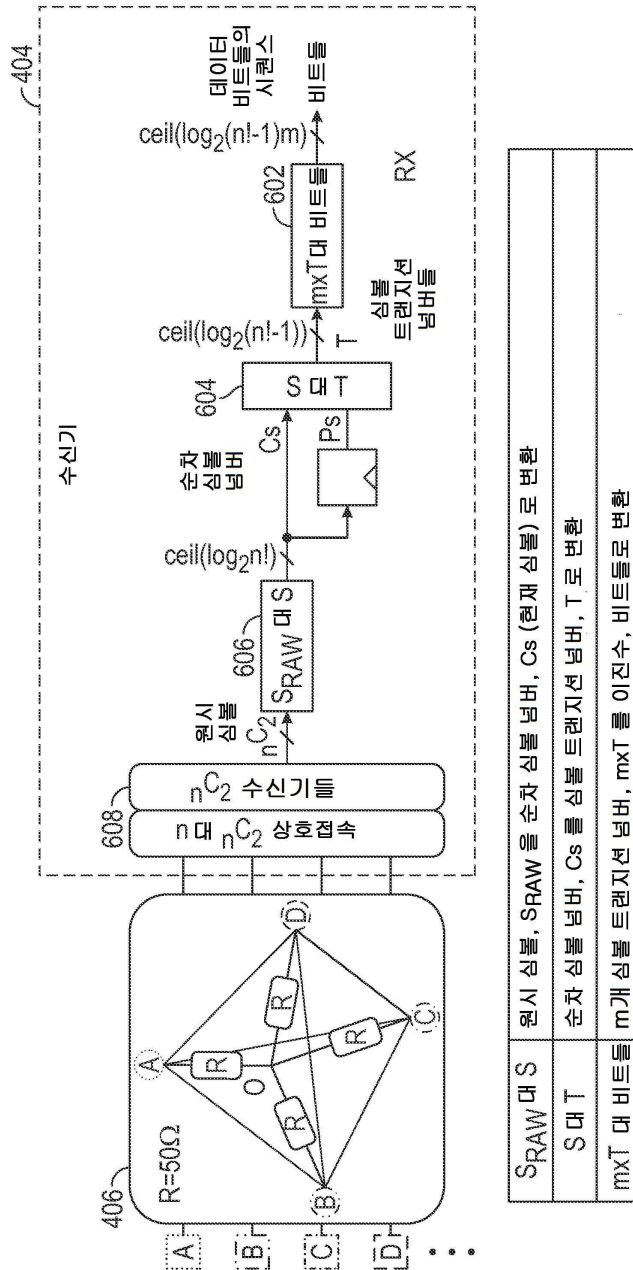 404
수신기
데이터
비트들의
시퀀스
비트들
ceil(log2(n!-1)m)
602
mxT 대 비트들
RX
심볼
트랜지션
넘버들
ceil(log2(n!-1))
T
604
S 대 T
Cs
Ps
순차
심볼
넘버
ceil(log2n!)
606
SRAW 대 S
원시
심볼
nC2
608
nC2 수신기들
n 대 nC2 상호접속
406
R=50Ω
A
B
C
D
O
R
R
R
R
A
B
C
D
SRAW 대 S 원시 심볼, SRAW 을 순차 심볼 넘버, Cs (현재 심볼) 로 변환
S 대 T 순차 심볼 넘버, Cs 를 심볼 트랜지션 넘버, T 로 변환
mxT 대 비트들 m개 심볼 트랜지션 넘버, mxT 를 이진수, 비트들로 변환